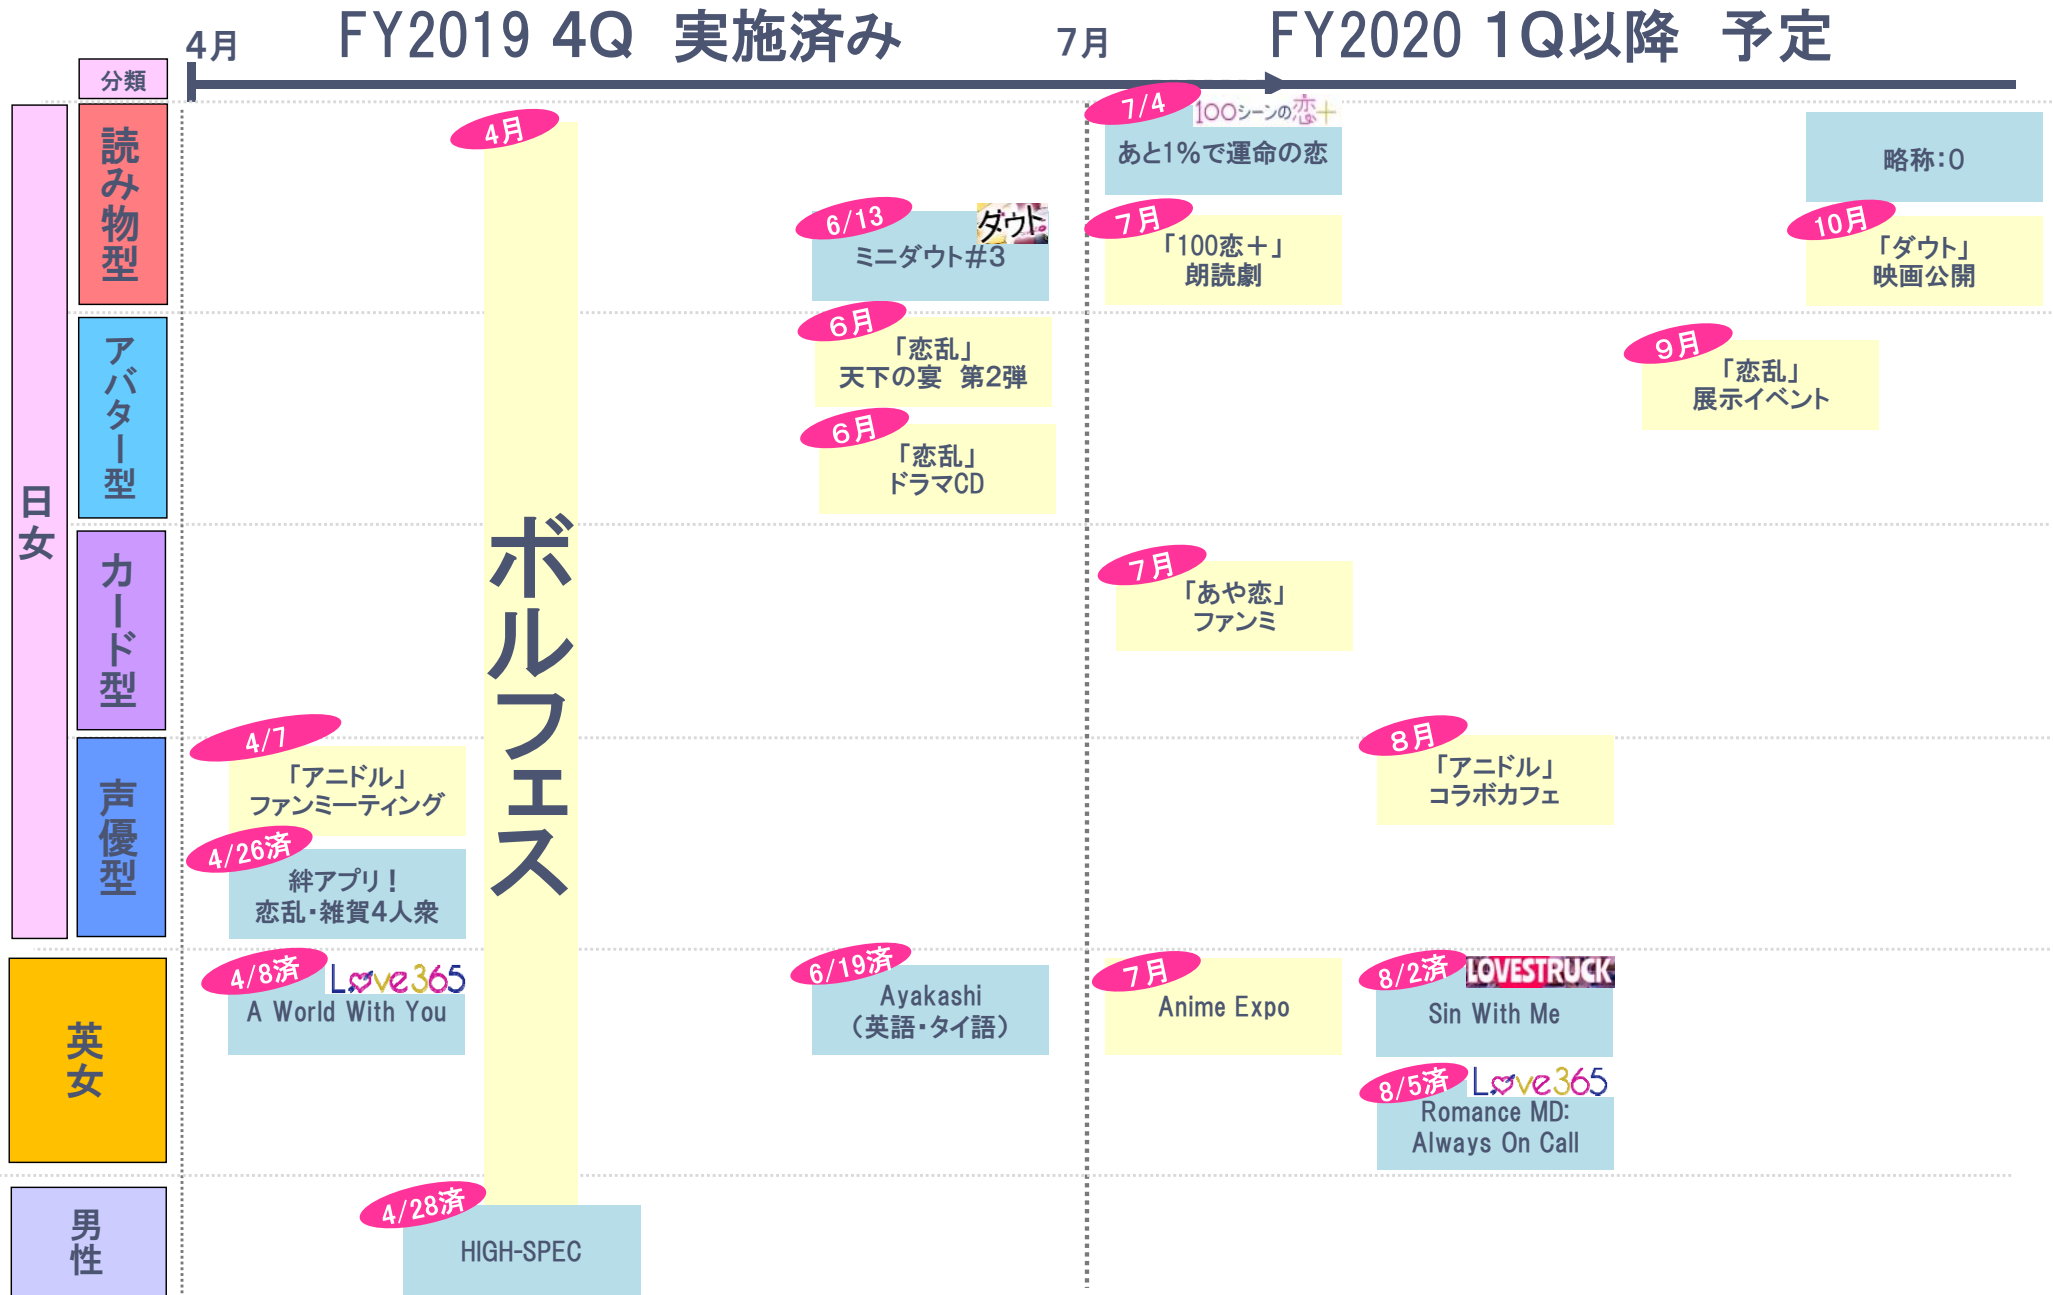 4月
FY2019 4Q 実施済み
7月
FY2020 1Q以降 予定
分類
日女
読み物型
4月
ボルフェス
6/13
ダウト。
ミニダウト#3
7/4
100シーンの恋+
あと1%で運命の恋
7月
「100恋+」
朗読劇
略称:O
10月
「ダウト」
映画公開
アバター型
6月
「恋乱」
天下の宴 第2弾
6月
「恋乱」
ドラマCD
9月
「恋乱」
展示イベント
カード型
7月
「あや恋」
ファンミ
声優型
4/7
「アニドル」
ファンミーティング
4/26済
絆アプリ!
恋乱・雑賀4人衆
8月
「アニドル」
コラボカフェ
英女
4/8済
Love365
A World With You
6/19済
Ayakashi
(英語・タイ語)
7月
Anime Expo
8/2済
LOVESTRUCK
Sin With Me
8/5済
Love365
Romance MD:
Always On Call
男性
4/28済
HIGH-SPEC